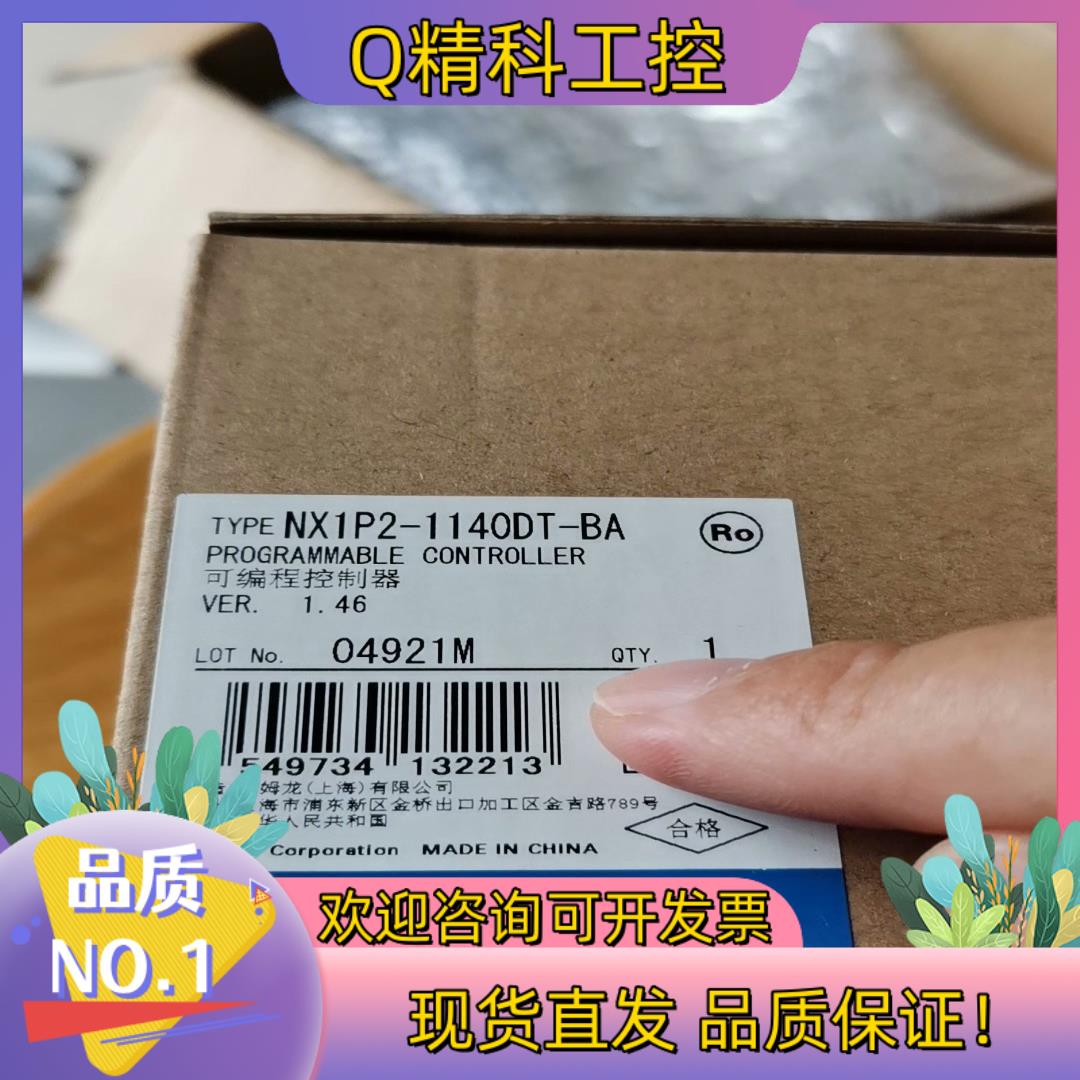 Q精科工控
TYPE NX1P2-1140DT-BA
Ro
PROGRAMMABLE CONTROLLER
可编程控制器
VER. 1.46
LOT No. 04921M QTY. 1
549734 132213
姆龙(上海)有限公司
海市浦东新区金桥出口加工区金吉路789号
华人民共和国
合格
Corporation MADE IN CHINA
品质
NO.1
欢迎咨询可开发票
现货直发 品质保证!